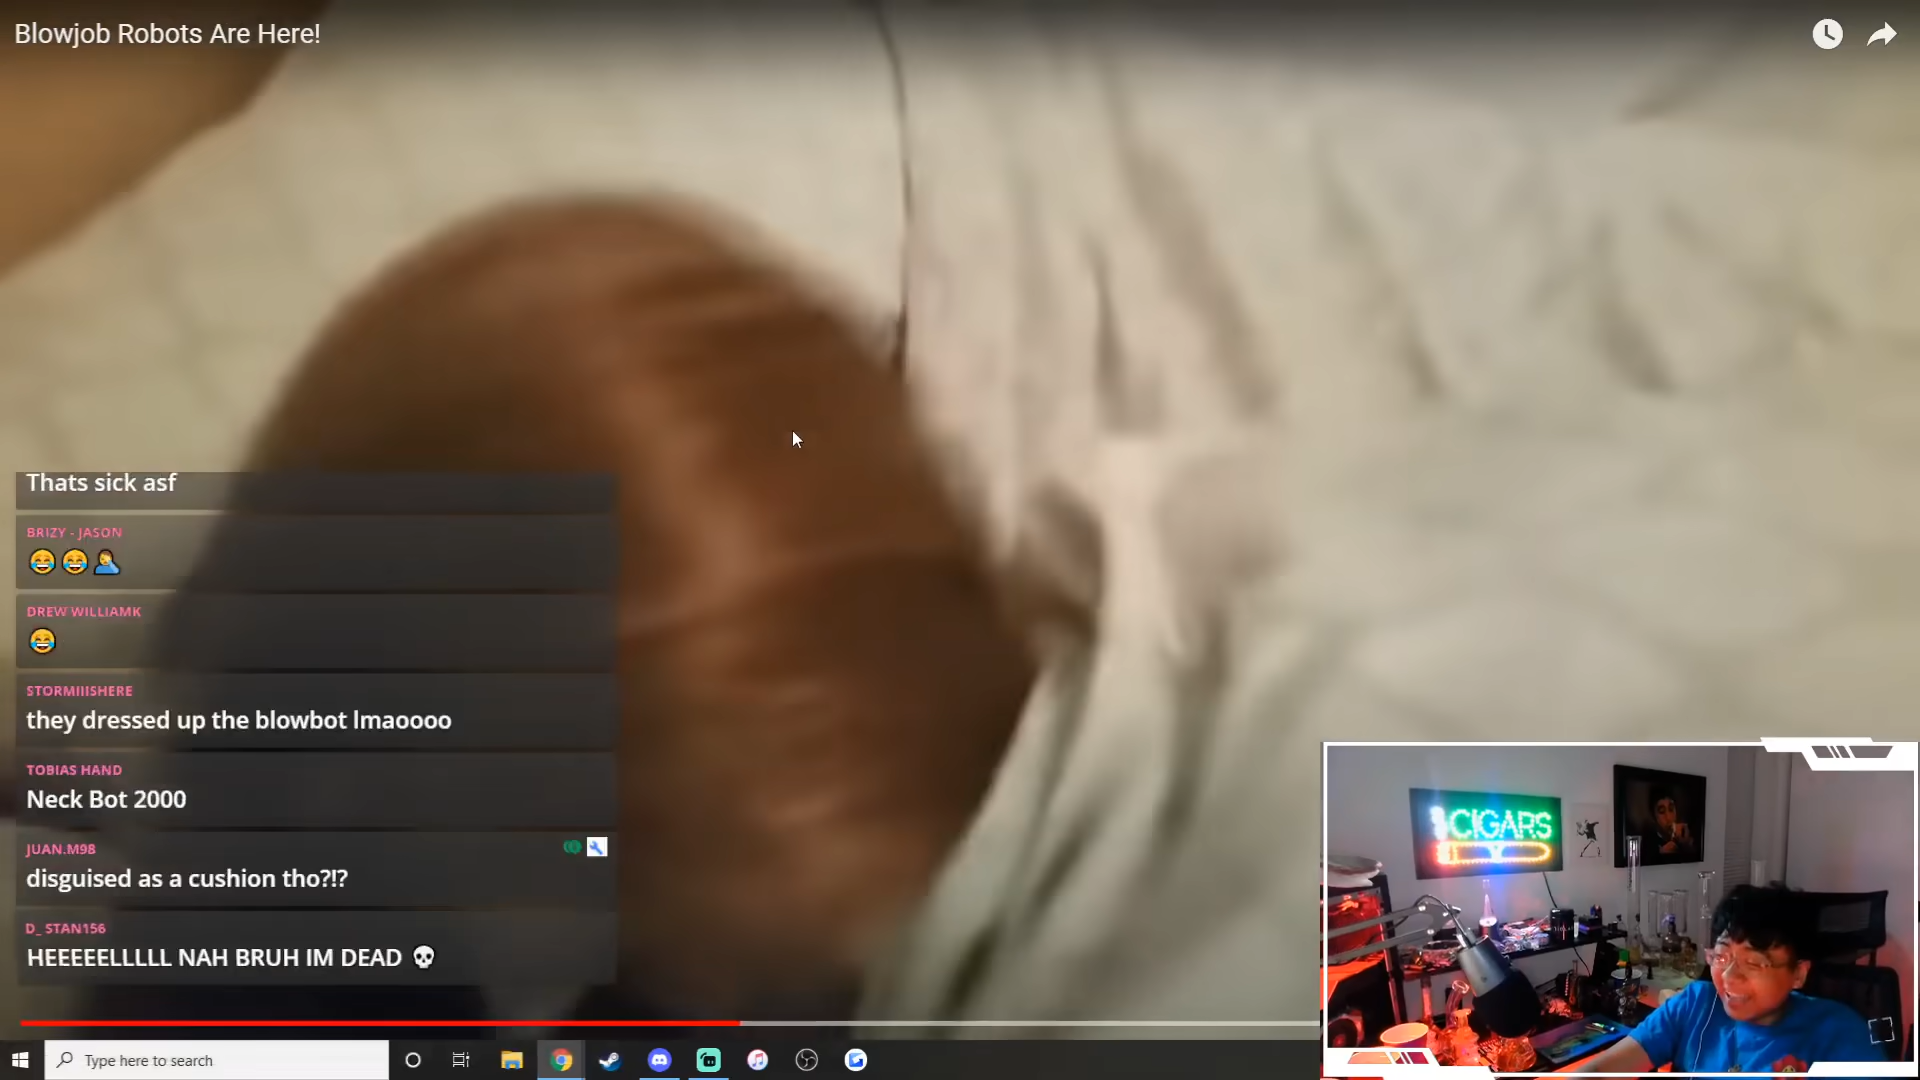 Blowjob Robots Are Here!
Thats sick asf
BRIZY - JASON
😂😂🤦‍♂️
DREW WILLIAMK
😂
STORMIIISHERE
they dressed up the blowbot lmaoooo
TOBIAS HAND
Neck Bot 2000
JUAN.M98
disguised as a cushion tho?!?
D_ STAN156
HEEEEELLLLL NAH BRUH IM DEAD 💀
CIGARS
Type here to search